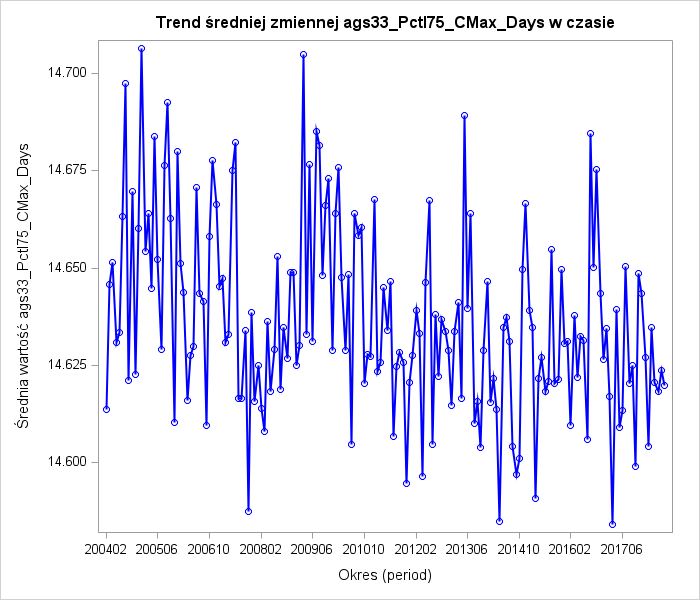 Trend średniej zmiennej ags33_Pctl75_CMax_Days w czasie
14.700
14.675
14.650
14.625
14.600
Średnia wartość ags33_Pctl75_CMax_Days
200402 200506 200610 200802 200906 201010 201202 201306 201410 201602 201706
Okres (period)